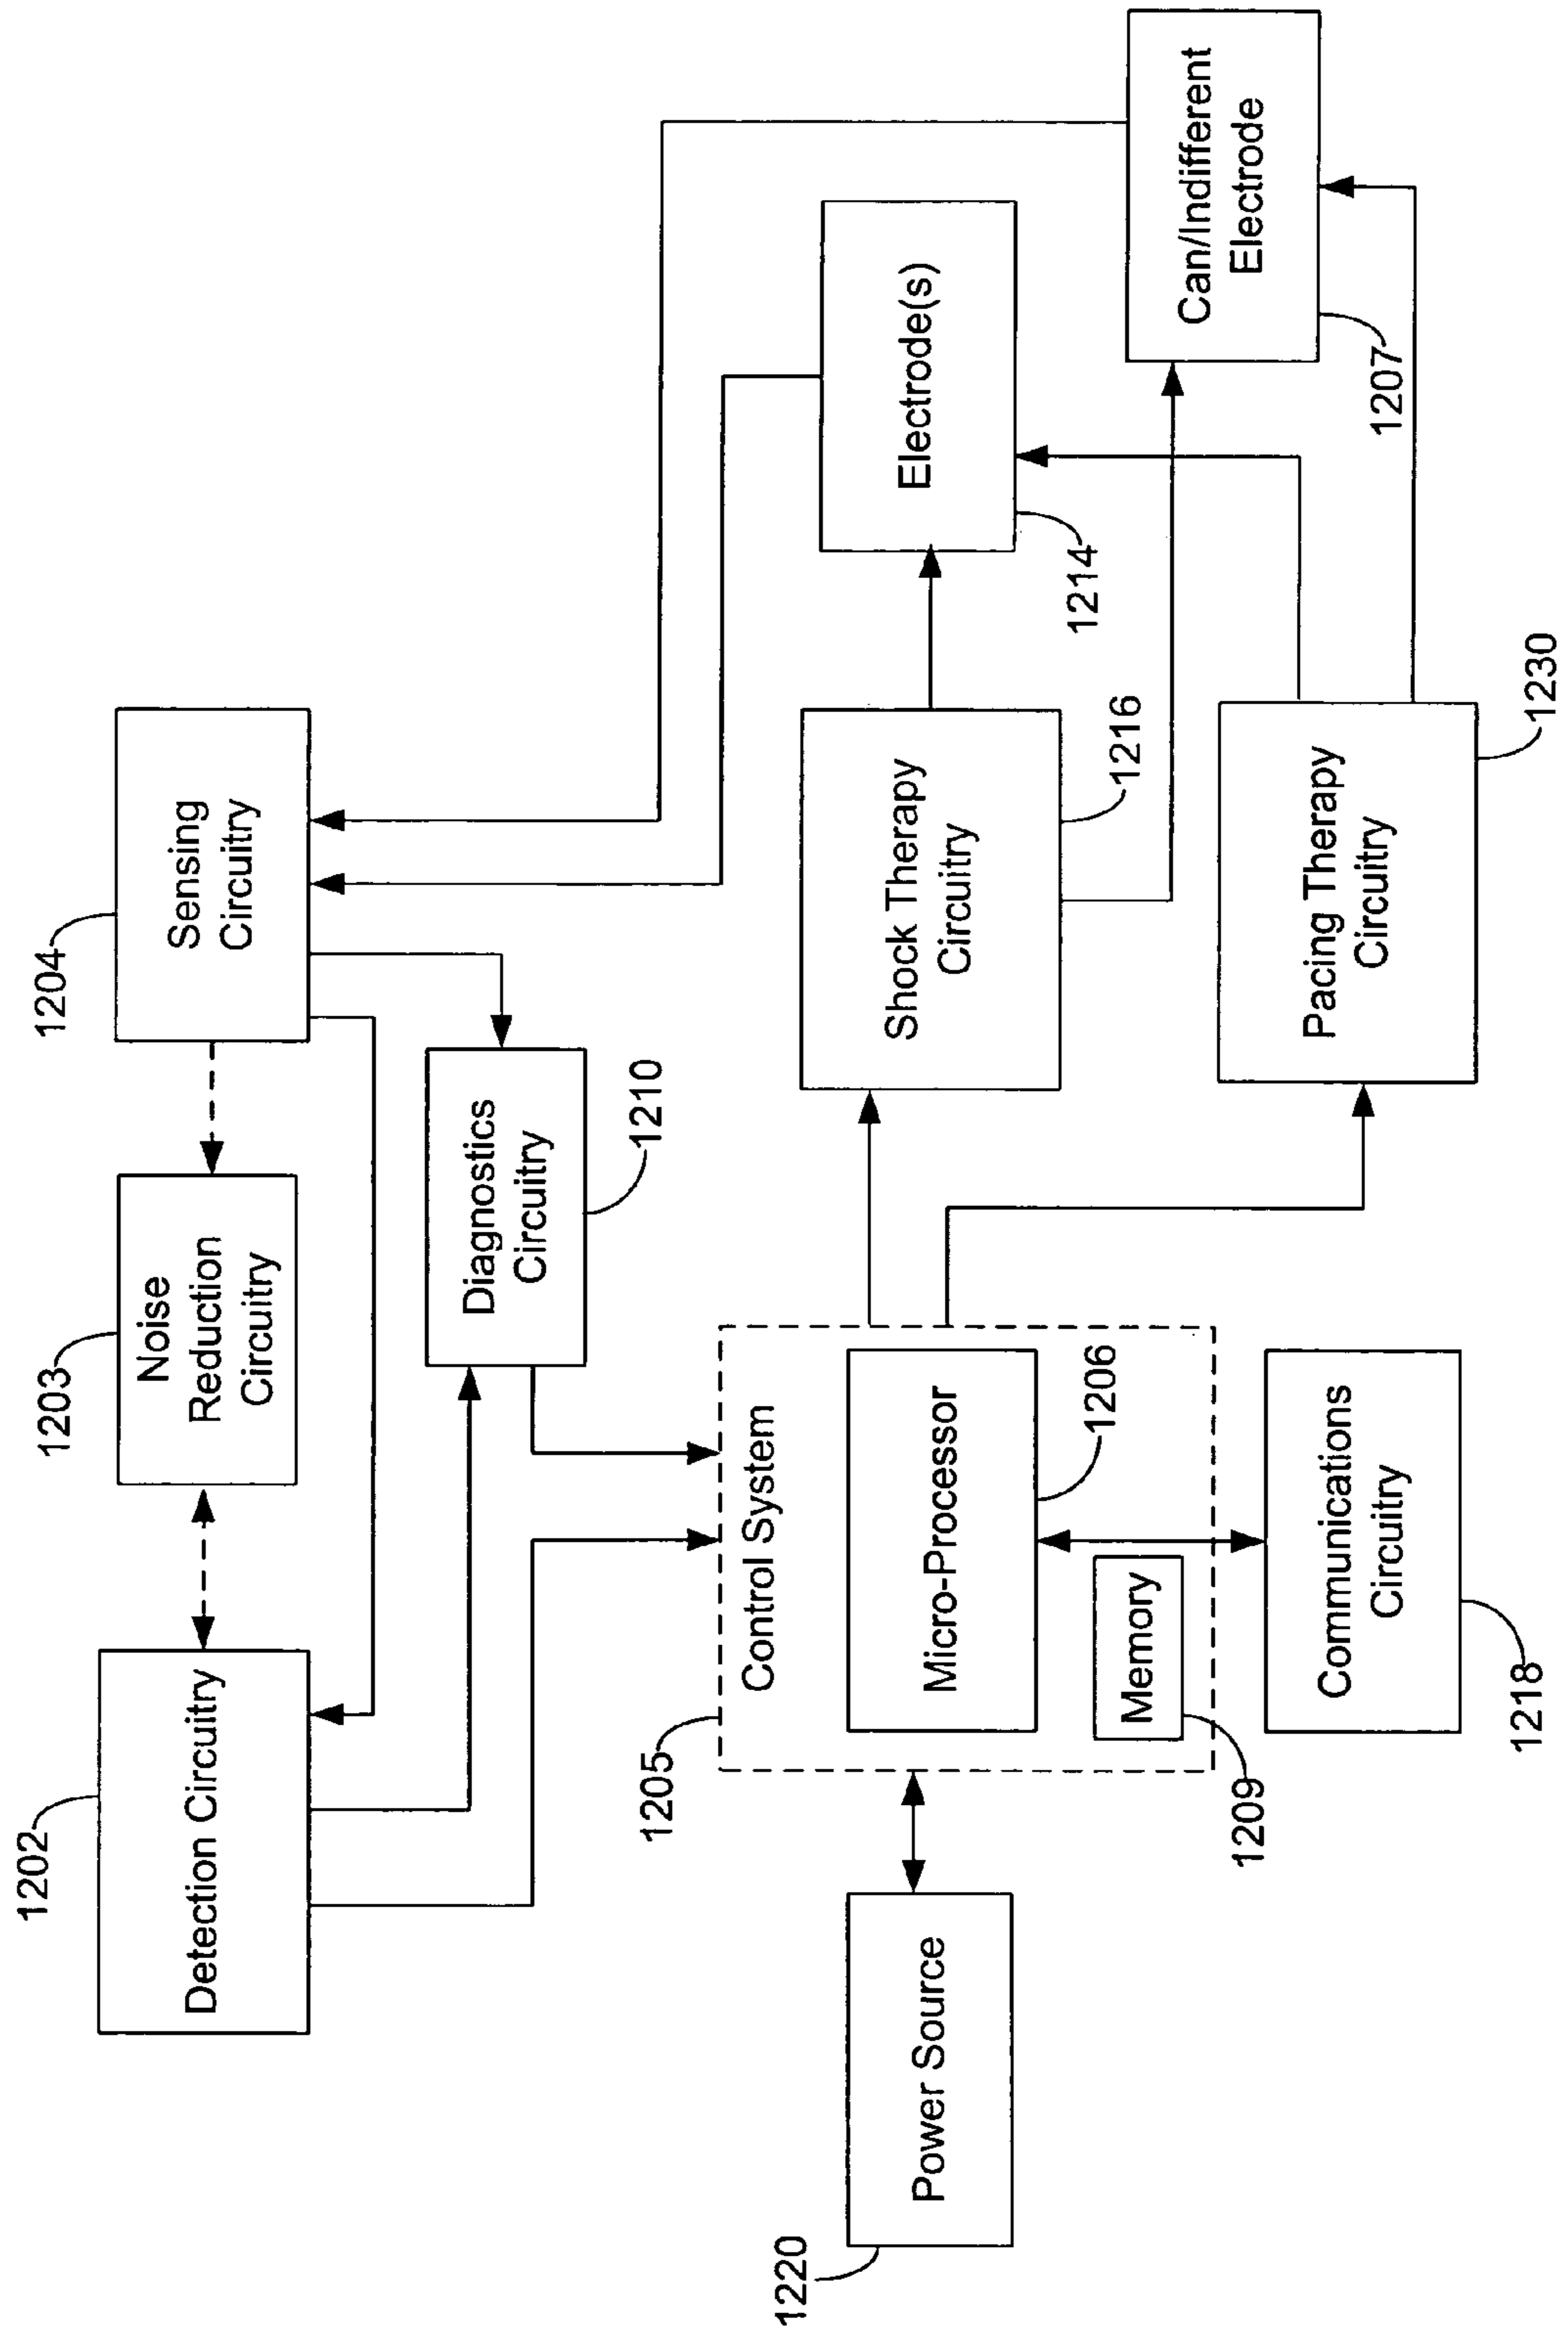 1202
Detection Circuitry
1203
Noise
Reduction
Circuitry
1204
Sensing
Circuitry
Diagnostics
Circuitry
1210
1205
Control System
Micro-Processor
1206
Memory
1209
1220
Power Source
Communications
Circuitry
1218
Shock Therapy
Circuitry
1216
Pacing Therapy
Circuitry
1230
Electrode(s)
1214
Can/Indifferent
Electrode
1207